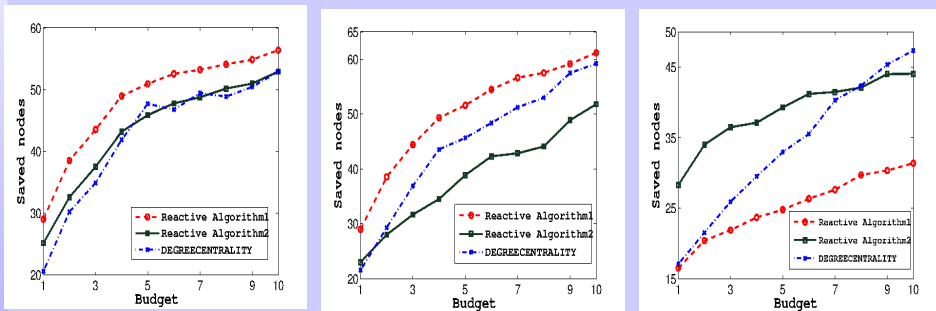 60
50
40
30
20
Saved nodes
1 3 5 7 9 10
Budget
Reactive Algorithm1
Reactive Algorithm2
DEGREECENTRALITY
65
60
50
40
30
20
Saved nodes
1 3 5 7 9 10
Budget
Reactive Algorithm1
Reactive Algorithm2
DEGREECENTRALITY
50
45
35
25
15
Saved nodes
1 3 5 7 9 10
Budget
Reactive Algorithm1
Reactive Algorithm2
DEGREECENTRALITY